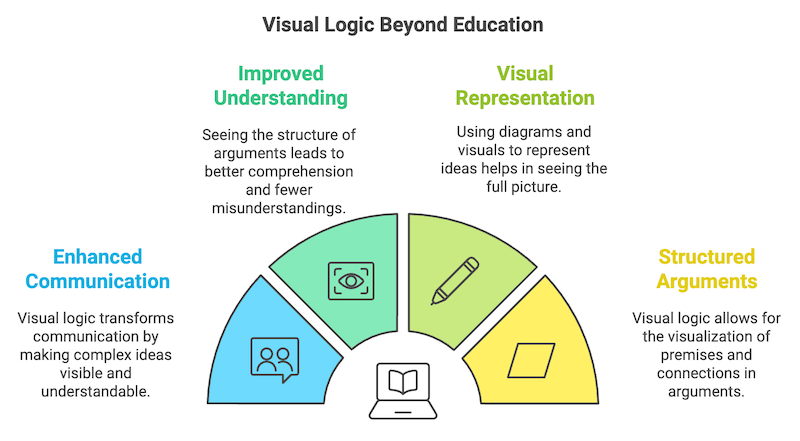 Visual Logic Beyond Education
Improved
Understanding
Seeing the structure of
arguments leads to
better comprehension
and fewer
misunderstandings.
Visual
Representation
Using diagrams and
visuals to represent
ideas helps in seeing the
full picture.
Enhanced
Communication
Visual logic transforms
communication by
making complex ideas
visible and
understandable.
Structured
Arguments
Visual logic allows for
the visualization of
premises and
connections in
arguments.